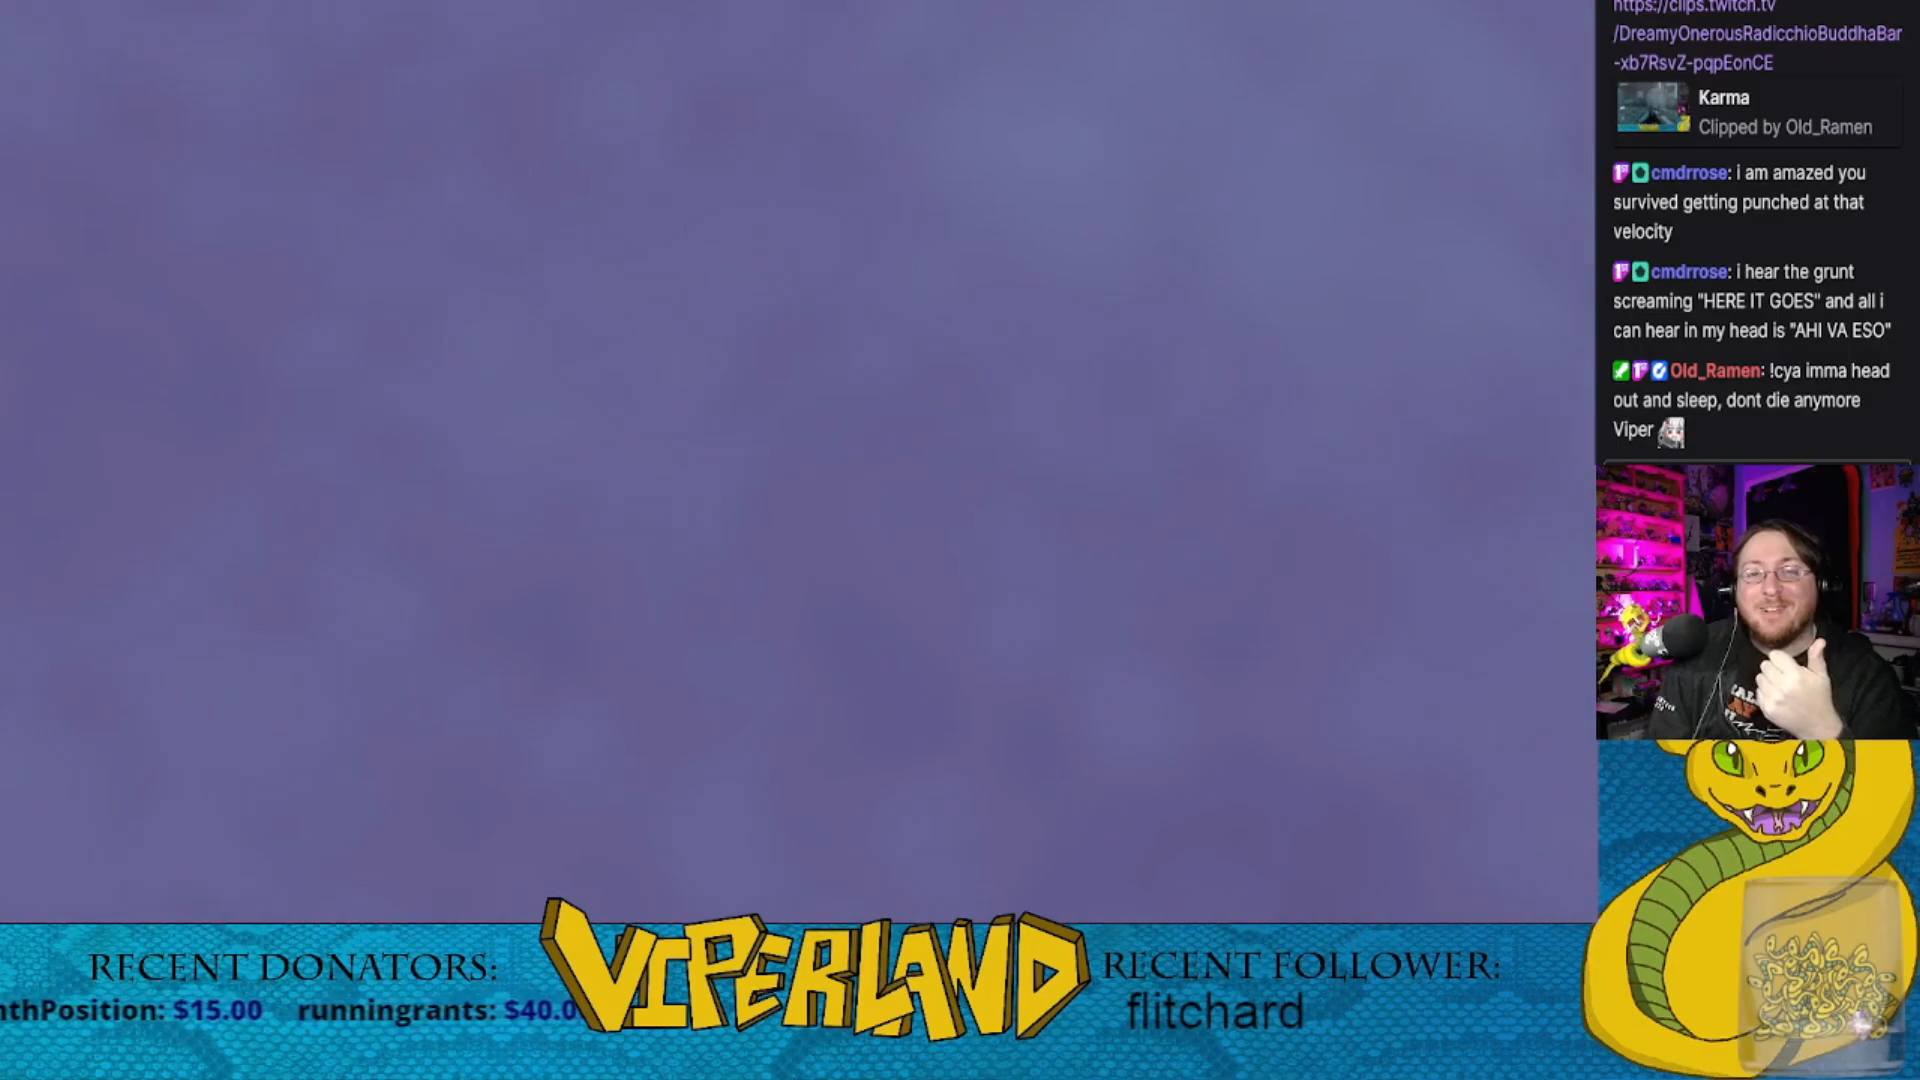 https://clips.twitch.tv
/DreamyOnerousRadicchioBuddhaBar
-xb7RsvZ-pqpEonCE
Karma
Clipped by Old_Ramen
cmdrrose: i am amazed you
survived getting punched at that
velocity
cmdrrose: i hear the grunt
screaming "HERE IT GOES" and all i
can hear in my head is "AHI VA ESO"
Old_Ramen: !cya imma head
out and sleep, dont die anymore
Viper
RECENT DONATORS:
nthPosition: $15.00 runningrants: $40.0
VIPERLAND
RECENT FOLLOWER:
flitchard